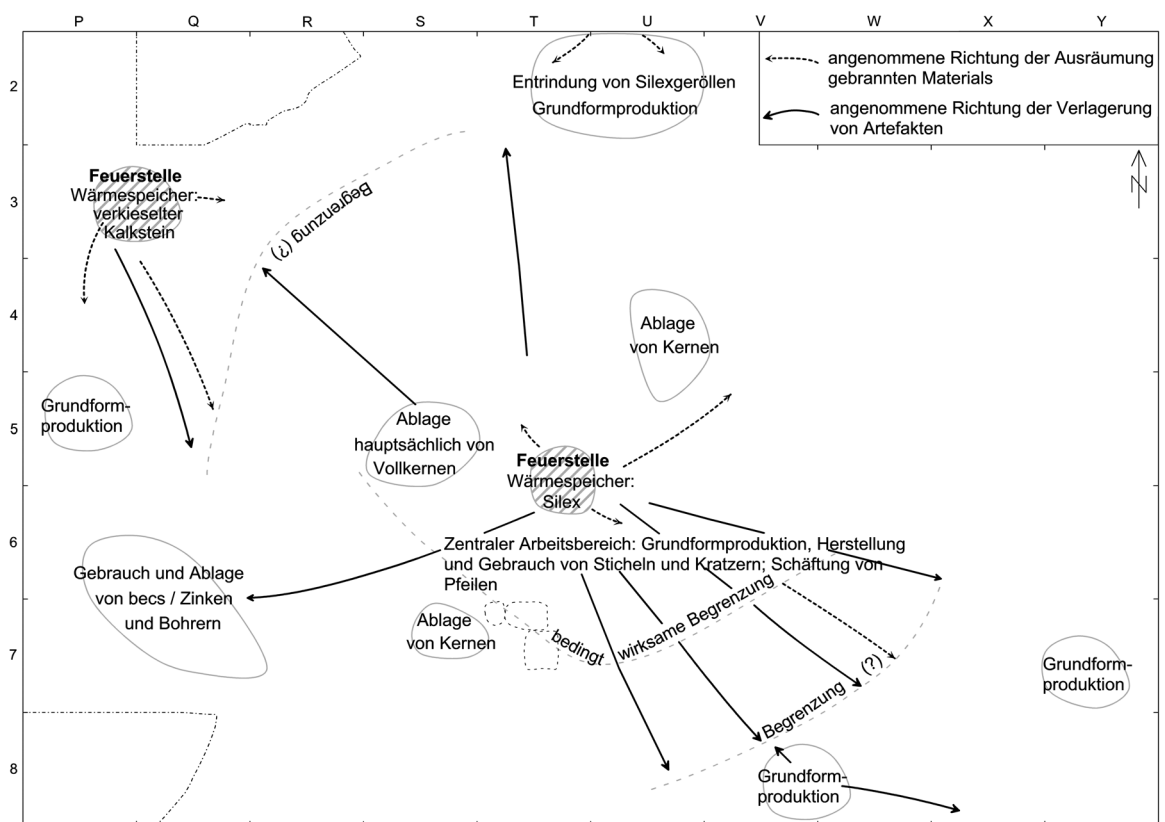 P Q R S T U V W X Y
2
3
4
5
6
7
8
angenommene Richtung der Ausräumung
gebrannten Materials
angenommene Richtung der Verlagerung
von Artefakten
N
Entrindung von Silexgeröllen
Grundformproduktion
Feuerstelle
Wärmespeicher:
verkieselter
Kalkstein
Begrenzung (?)
Ablage
von Kernen
Grundform-
produktion
Ablage
hauptsächlich von
Vollkernen
Feuerstelle
Wärmespeicher:
Silex
Zentraler Arbeitsbereich: Grundformproduktion, Herstellung
und Gebrauch von Sticheln und Kratzern; Schäftung von
Pfeilen
Gebrauch und Ablage
von becs / Zinken
und Bohrern
Ablage
von Kernen
bedingt wirksame Begrenzung
Begrenzung (?)
Grundform-
produktion
Grundform-
produktion